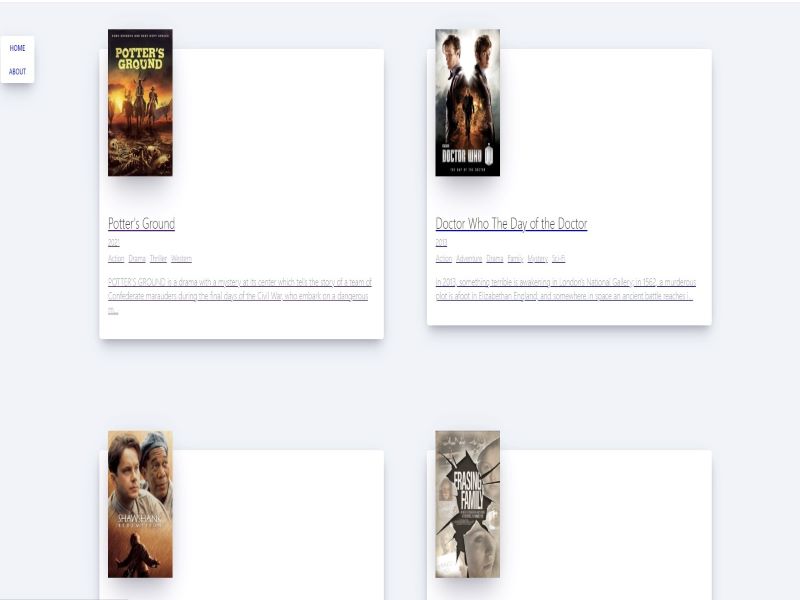 HOME
ABOUT
POTTER'S
GROUND
Potter's Ground
2021
Action Drama Thriller Western
POTTER'S GROUND is a drama with a mystery at its center which tells the story of a team of
Confederate marauders during the final days of the Civil War who embark on a dangerous
m...
DOCTOR WHO
THE DAY OF THE DOCTOR
Doctor Who The Day of the Doctor
2013
Action Adventure Drama Family Mystery Sci-Fi
In 2013, something terrible is awakening in London's National Gallery; in 1562, a murderous
plot is afoot in Elizabethan England; and somewhere in space an ancient battle reaches i...
SHAWSHANK
REDEMPTION
ERASING
FAMILY